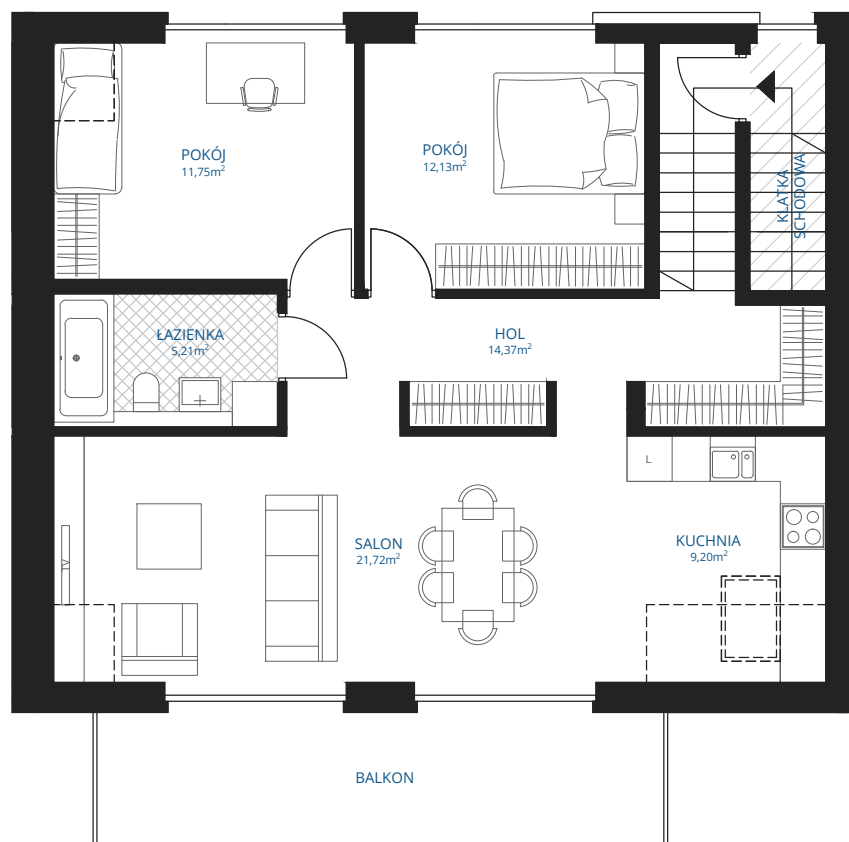 POKÓJ
11,75m²
POKÓJ
12,13m²
KLATKA
SCHODOWA
ŁAZIENKA
5,21m²
HOL
14,37m²
L
SALON
21,72m²
KUCHNIA
9,20m²
BALKON